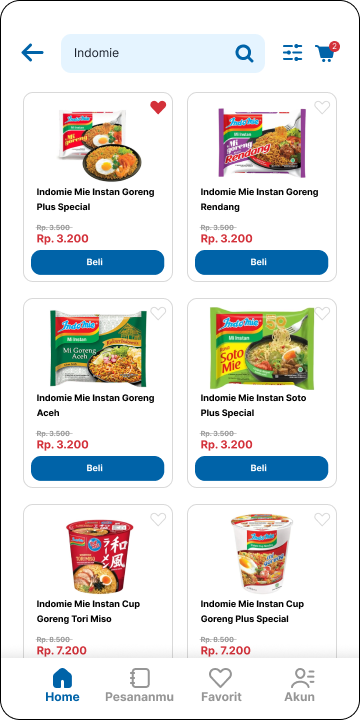 Indomie
2
Indomie
Mi Instan
Mi
goreng
Indomie Mie Instan Goreng
Plus Special
Rp. 3.500
Rp. 3.200
Beli
Indomie
Mi Instan
Mi
goreng
Rendang
Indomie Mie Instan Goreng
Rendang
Rp. 3.500
Rp. 3.200
Beli
Indomie
Mi Instan
Mi Goreng
Aceh
Indomie Mie Instan Goreng
Aceh
Rp. 3.500
Rp. 3.200
Beli
Indomie
Mi Instan
Soto
Mie
Indomie Mie Instan Soto
Plus Special
Rp. 3.500
Rp. 3.200
Beli
Indomie
ラーメン
和風
Indomie Mie Instan Cup
Goreng Tori Miso
Rp. 8.500
Rp. 7.200
Indomie
Indomie Mie Instan Cup
Goreng Plus Special
Rp. 8.500
Rp. 7.200
Home
Pesananmu
Favorit
Akun